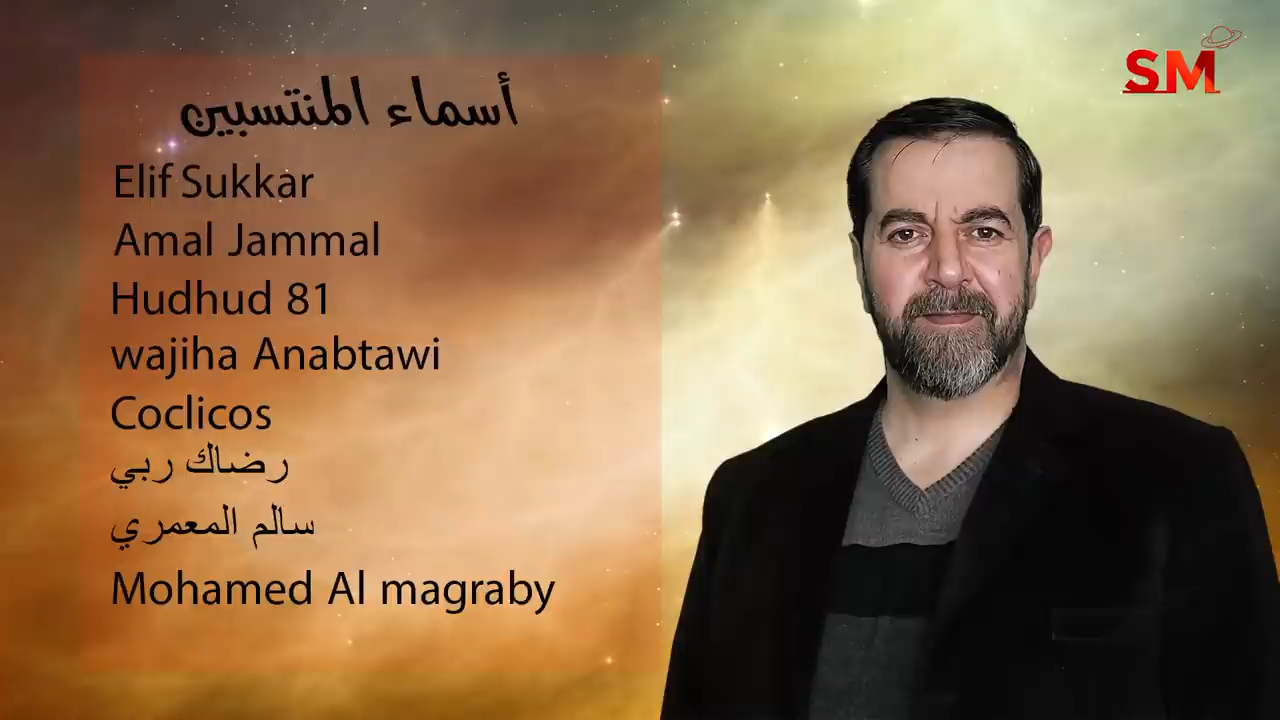 SM
أسماء المنتسبين
Elif Sukkar
Amal Jammal
Hudhud 81
wajiha Anabtawi
Coclicos
رضاك ربي
سالم المعمري
Mohamed Al magraby